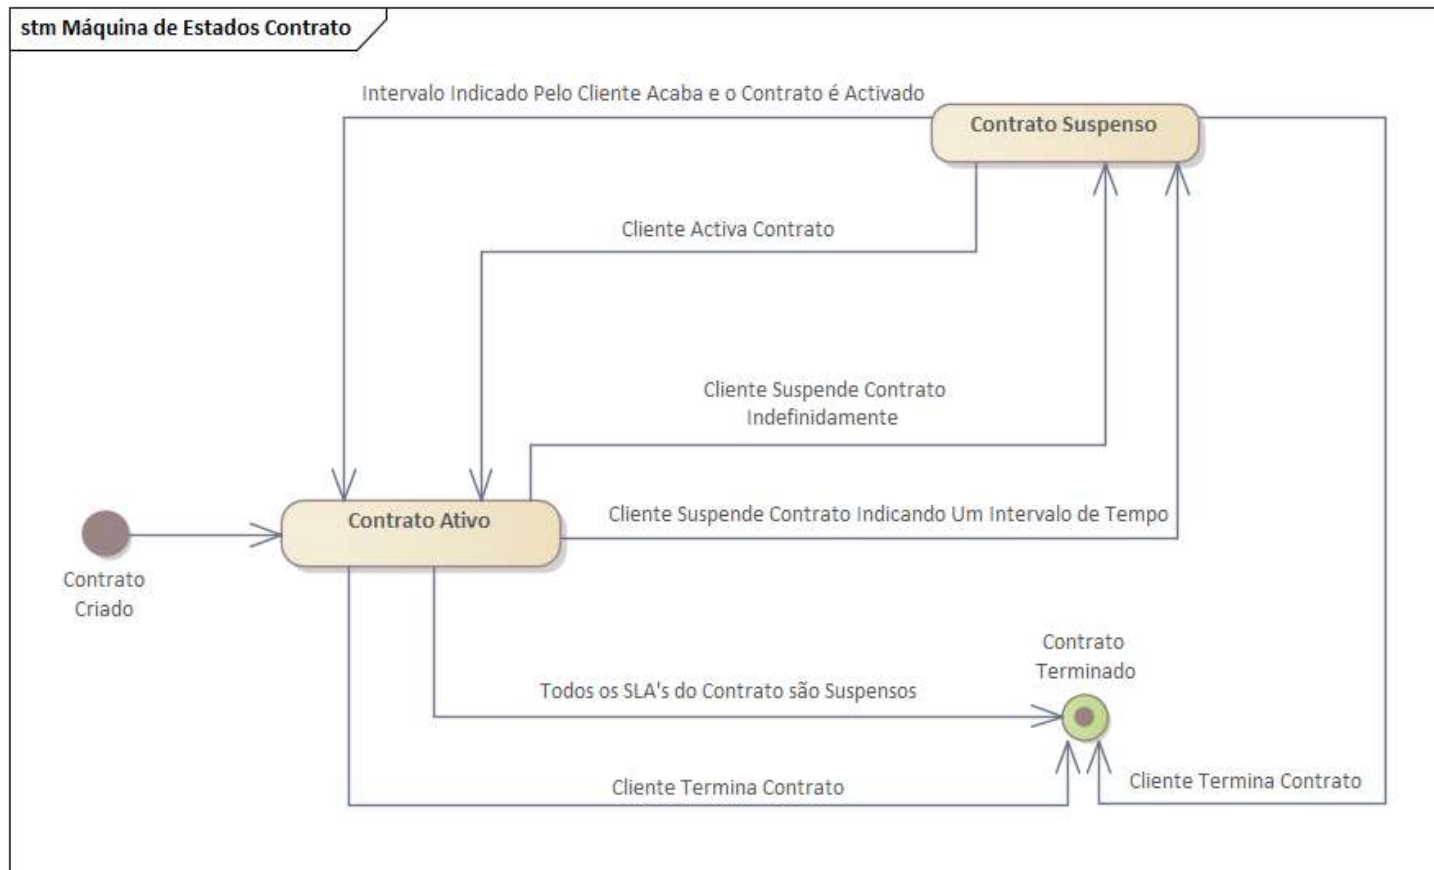 stm Máquina de Estados Contrato
Intervalo Indicado Pelo Cliente Acaba e o Contrato é Activado
Contrato Suspenso
Cliente Activa Contrato
Cliente Suspende Contrato
Indefinidamente
Contrato Ativo
Cliente Suspende Contrato Indicando Um Intervalo de Tempo
Contrato
Criado
Contrato
Terminado
Todos os SLA's do Contrato são Suspensos
Cliente Termina Contrato
Cliente Termina Contrato